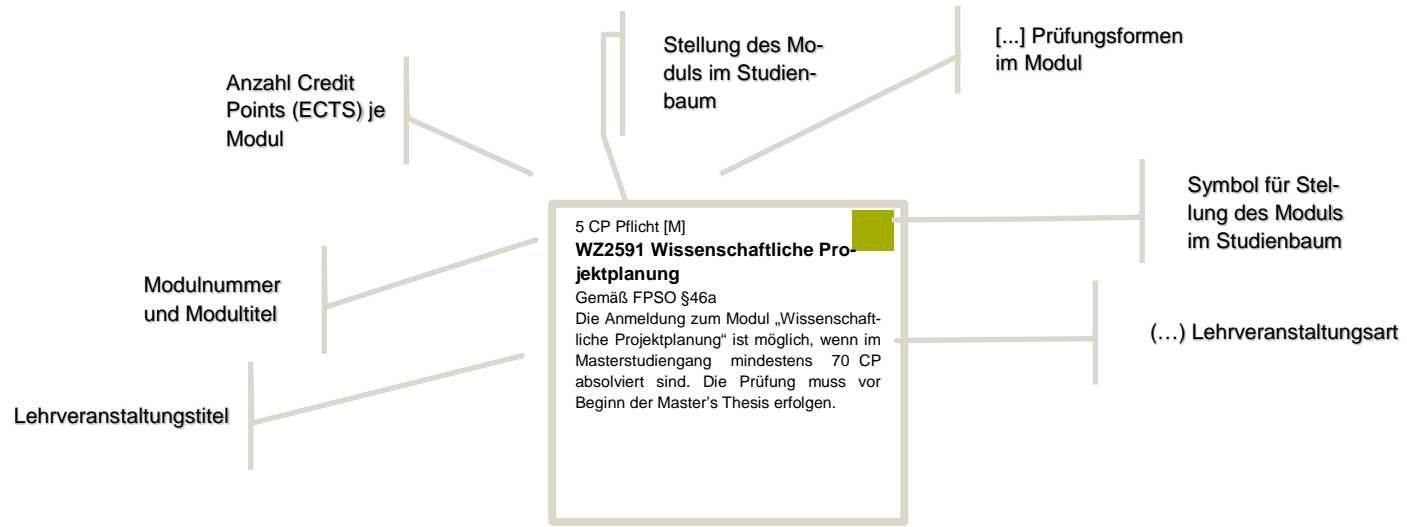 Stellung des Mo-
duls im Studien-
baum
[...] Prüfungsformen
im Modul
Anzahl Credit
Points (ECTS) je
Modul
Symbol für Stel-
lung des Moduls
im Studienbaum
5 CP Pflicht [M]
WZ2591 Wissenschaftliche Pro-
jektplanung
Gemäß FPSO §46a
Die Anmeldung zum Modul „Wissenschaft-
liche Projektplanung“ ist möglich, wenn im
Masterstudiengang mindestens 70 CP
absolviert sind. Die Prüfung muss vor
Beginn der Master's Thesis erfolgen.
Modulnummer
und Modultitel
(…) Lehrveranstaltungsart
Lehrveranstaltungstitel